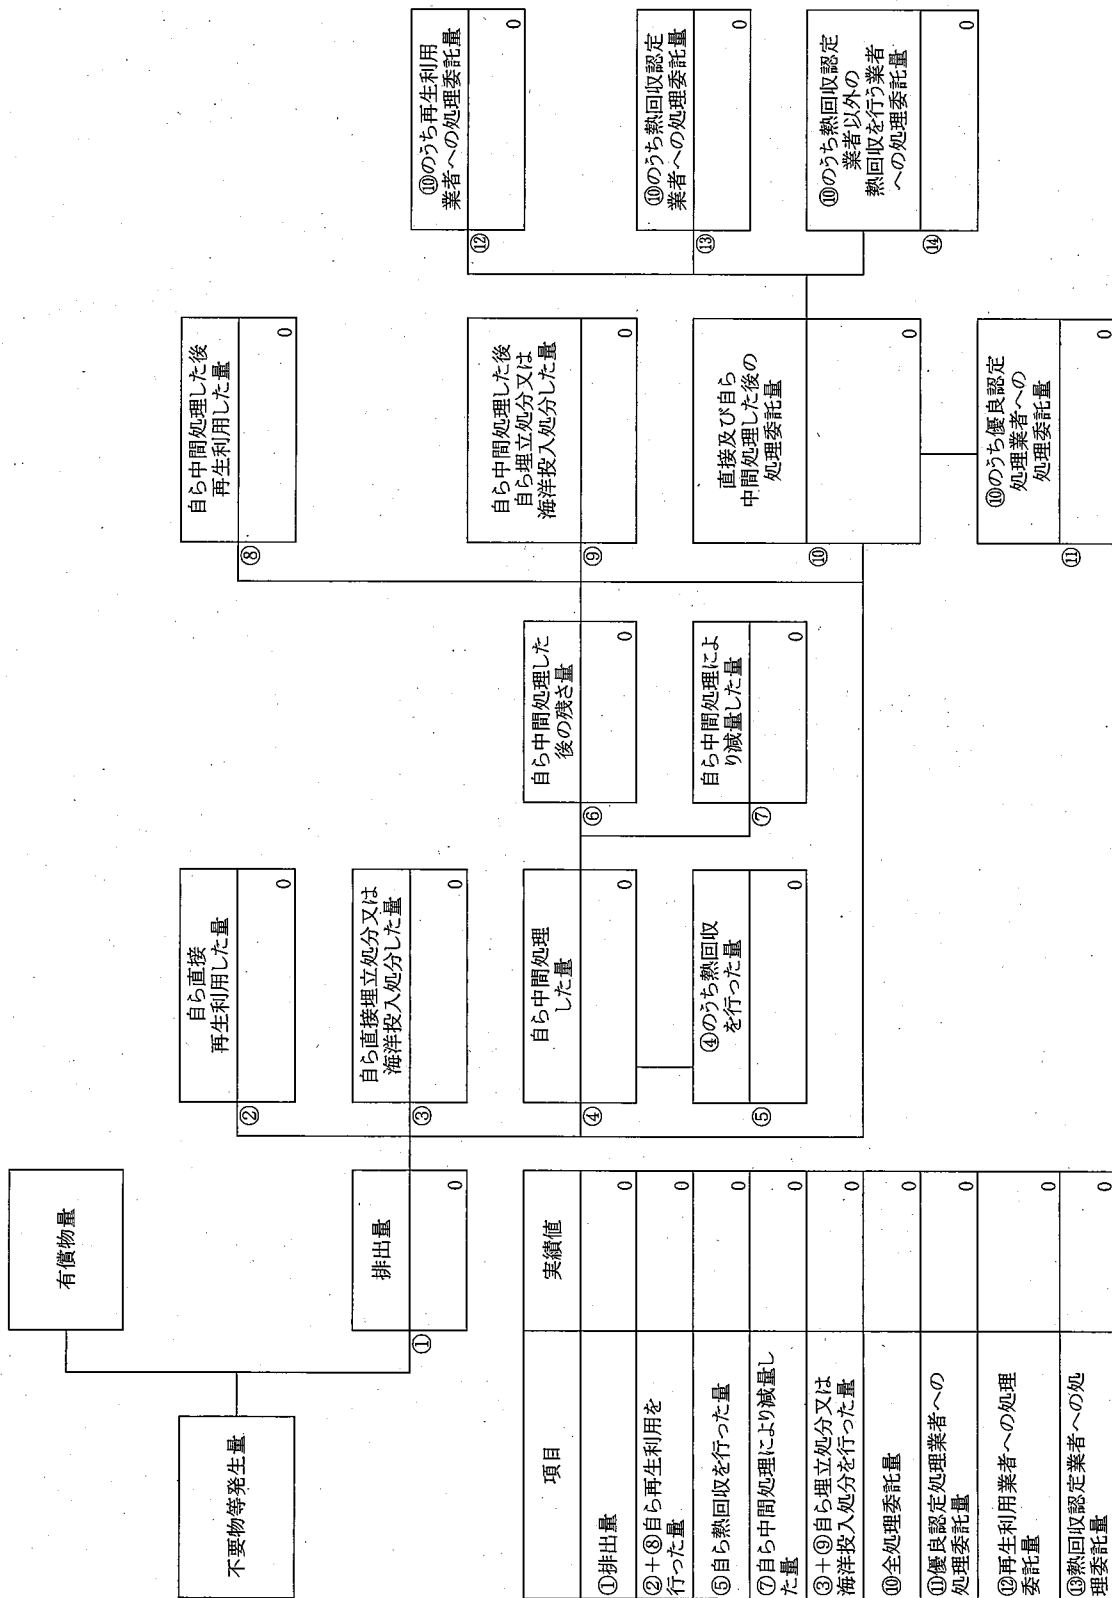 不要物等発生量
有償物量
①
排出量
0
②
自ら直接
再生利用した量
0
③
自ら直接埋立処分又は
海洋投入処分した量
0
④
自ら中間処理
した量
0
⑤
④のうち熱回収
を行った量
0
⑥
自ら中間処理した
後の残さ量
0
⑦
自ら中間処理によ
り減量した量
0
⑧
自ら中間処理した後
再生利用した量
0
⑨
自ら中間処理した後
自ら埋立処分又は
海洋投入処分した量
0
⑩
直接及び自ら
中間処理した後の
処理委託量
0
⑪
⑩のうち優良認定
処理業者への
処理委託量
0
⑫
⑩のうち再生利用
業者への処理委託量
0
⑬
⑩のうち熱回収認定
業者への処理委託量
0
⑭
⑩のうち熱回収認定
業者以外の
熱回収を行う業者
への処理委託量
0
項目
実績値
①排出量
0
②+⑧自ら再生利用を
行った量
0
⑤自ら熱回収を行った量
0
⑦自ら中間処理により減量し
た量
0
③+⑨自ら埋立処分又は
海洋投入処分を行った量
0
⑩全処理委託量
0
⑪優良認定処理業者への
処理委託量
0
⑫再生利用業者への処理
委託量
0
⑬熱回収認定業者への処
理委託量
0